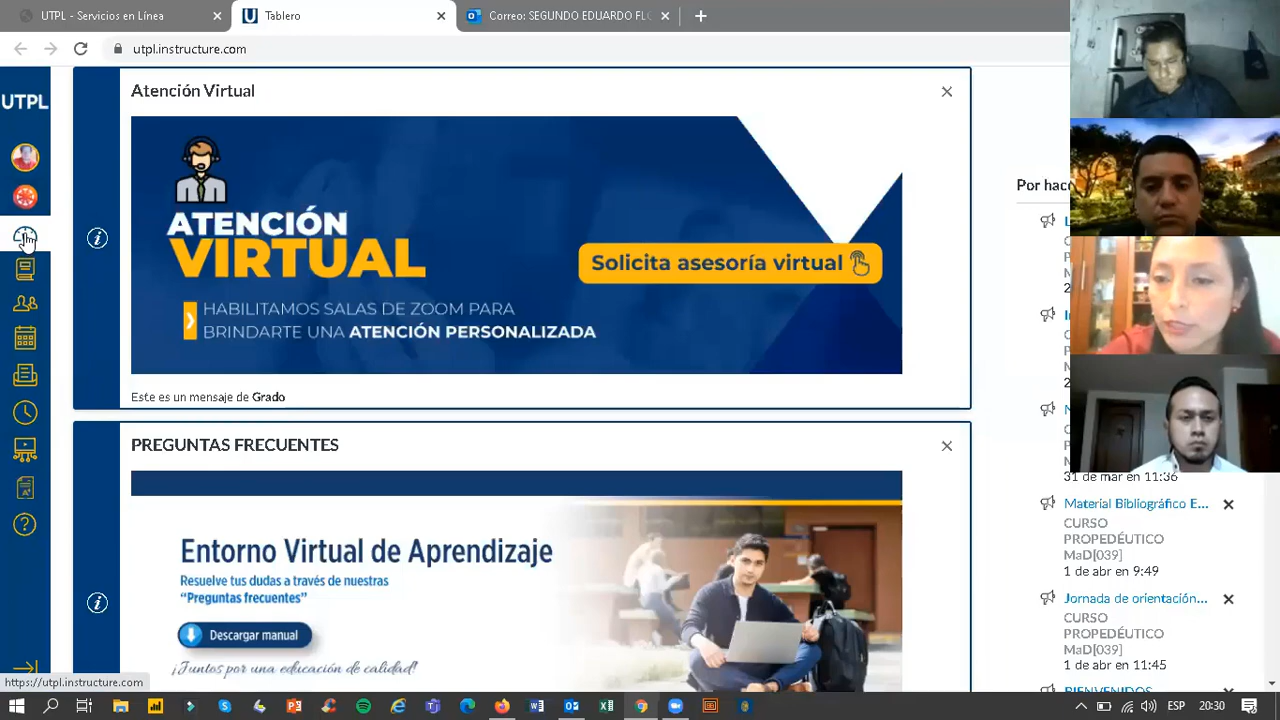 UTPL - Servicios en Línea
Tablero
Correo: SEGUNDO EDUARDO FLO
utpl.instructure.com
UTPL
Atención Virtual
ATENCIÓN
VIRTUAL
HABILITAMOS SALAS DE ZOOM PARA
BRINDARTE UNA ATENCIÓN PERSONALIZADA
Solicita asesoría virtual
Este es un mensaje de Grado
PREGUNTAS FRECUENTES
Entorno Virtual de Aprendizaje
Resuelve tus dudas a través de nuestras
“Preguntas frecuentes”
Descargar manual
¡Juntos por una educación de calidad!
Por hac
31 de mar en 11:36
Material Bibliográfico E...
CURSO
PROPEDÉUTICO
MaD[039]
1 de abr en 9:49
Jornada de orientación...
CURSO
PROPEDÉUTICO
MaD[039]
1 de abr en 11:45
BIENVENIDOS
https://utpl.instructure.com
ESP
20:30